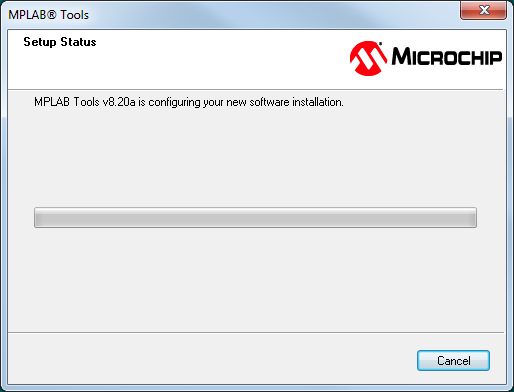 MPLAB® Tools
Setup Status
MICROCHIP
MPLAB Tools v8.20a is configuring your new software installation.
Cancel